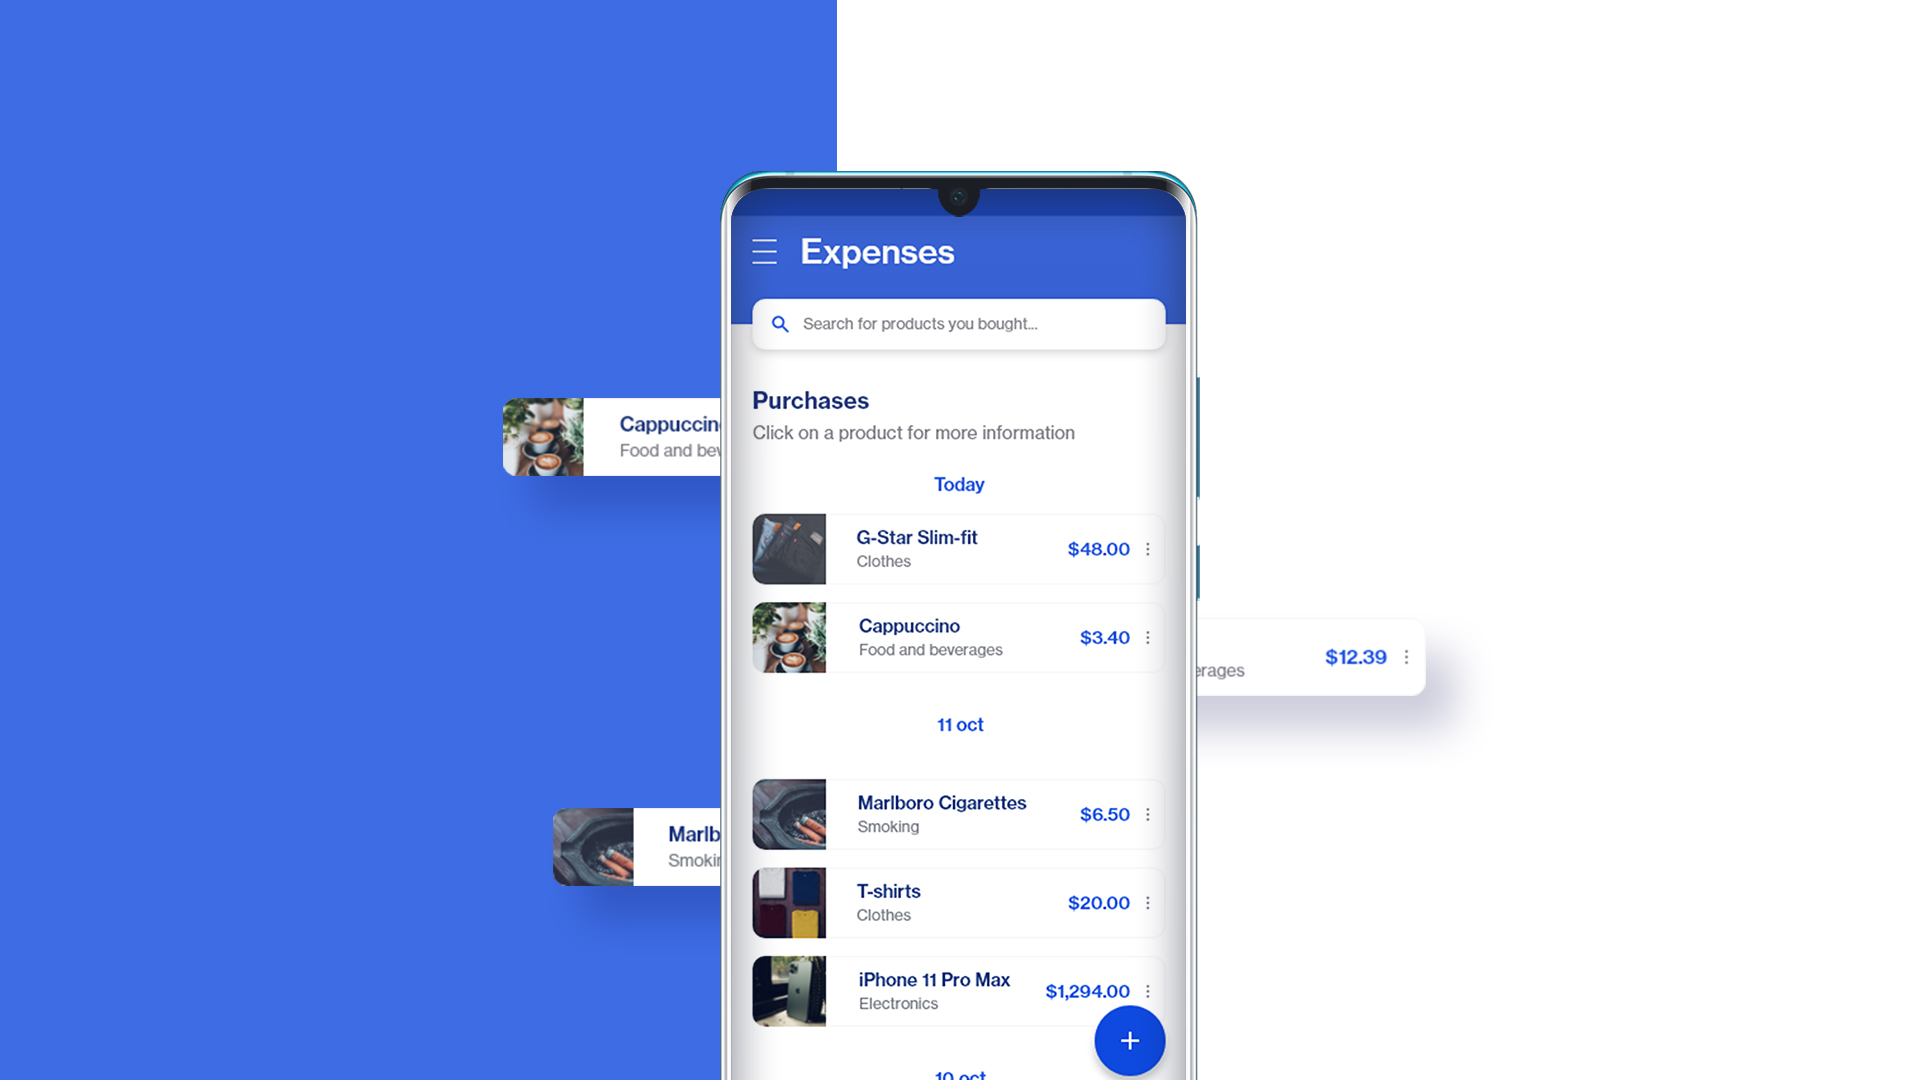 Expenses
Search for products you bought...
Purchases
Click on a product for more information
Today
G-Star Slim-fit
Clothes
$48.00
Cappuccino
Food and beverages
$3.40
11 oct
Marlboro Cigarettes
Smoking
$6.50
T-shirts
Clothes
$20.00
iPhone 11 Pro Max
Electronics
$1,294.00
+
10 oct
Cappuccin
Food and bev
Marlb
Smokin
$12.39
erages